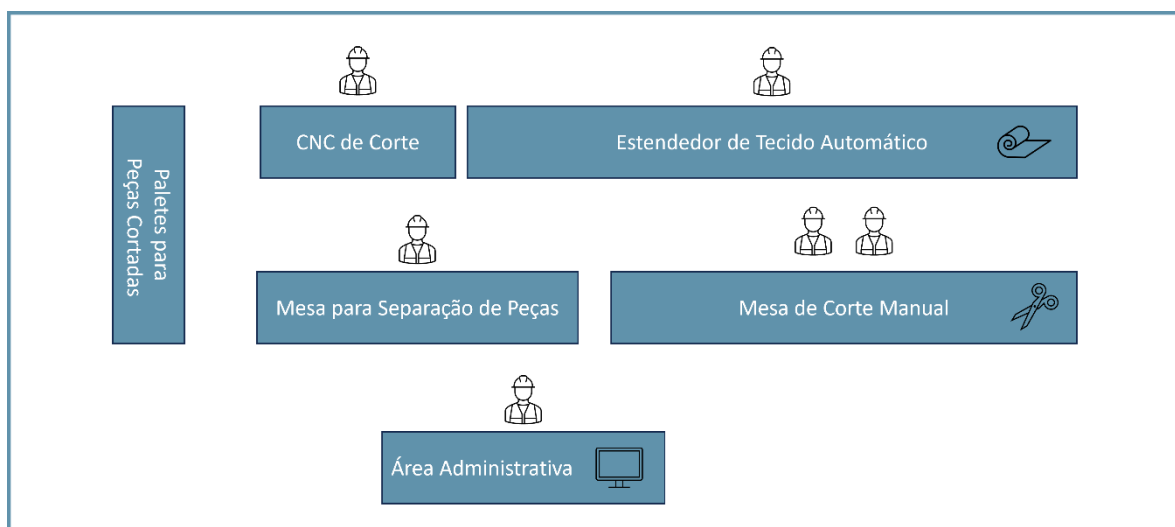 CNC de Corte
Estendedor de Tecido Automático
Paletes para
Peças Cortadas
Mesa para Separação de Peças
Mesa de Corte Manual
Área Administrativa